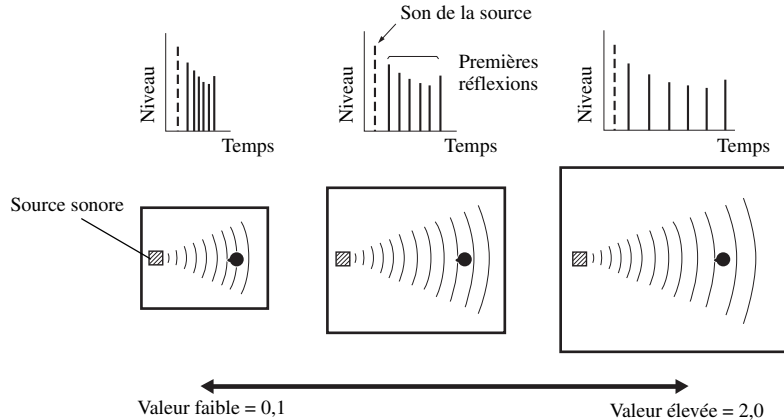 Son de la source
Premières
réflexions
Niveau
Temps
Niveau
Temps
Niveau
Temps
Source sonore
Valeur faible = 0,1
Valeur élevée = 2,0